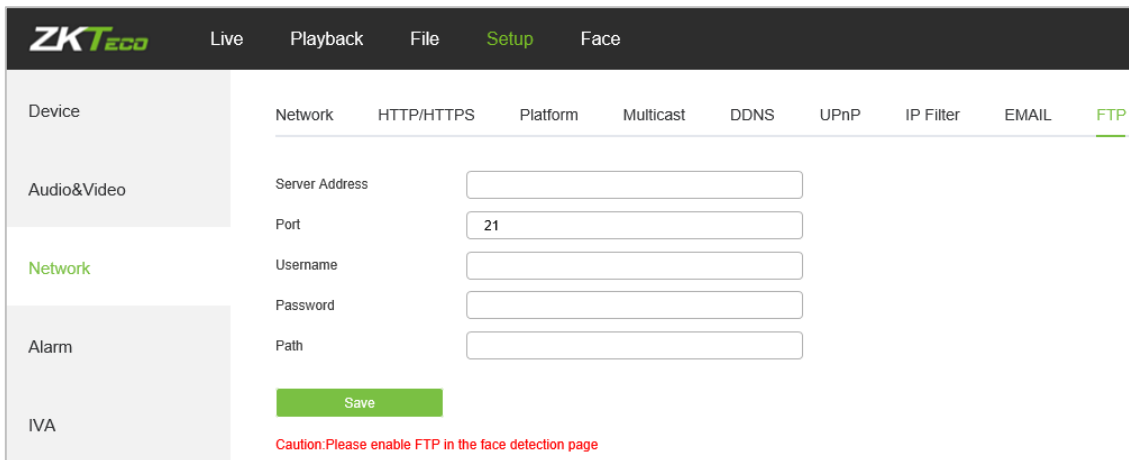 ZKTeco Live Playback File Setup Face
Device
Audio&Video
Network
Alarm
IVA
Network HTTP/HTTPS Platform Multicast DDNS UPnP IP Filter EMAIL FTP
Server Address
Port 21
Username
Password
Path
Save
Caution:Please enable FTP in the face detection page